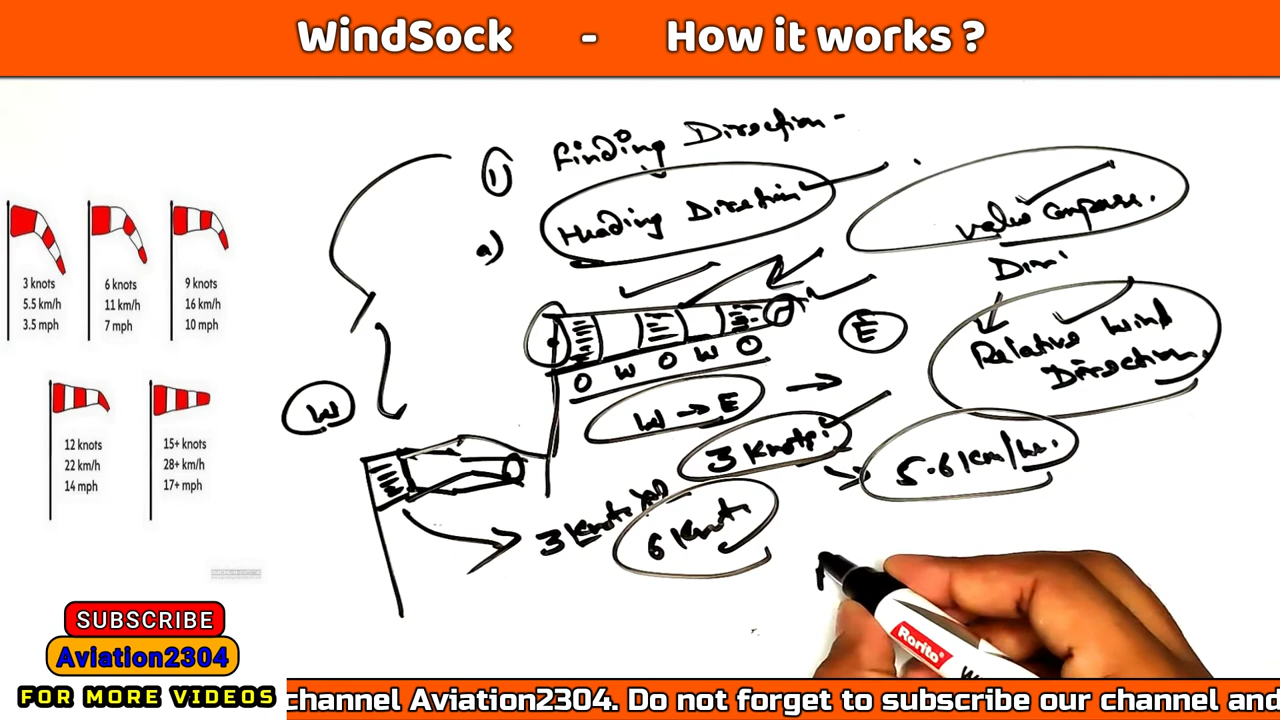 WindSock - How it works ?
① Finding Direction -
a) Heading Direction
Value Compass.
Relative Wind
Direction
3 knots
5.5 km/h
3.5 mph
6 knots
11 km/h
7 mph
9 knots
16 km/h
10 mph
E
O W O W O
W
W → E
3 Knots
5.6 Km/hr.
12 knots
22 km/h
14 mph
15+ knots
28+ km/h
17+ mph
3 Knots
6 Knots
Rorito
SUBSCRIBE
Aviation2304
FOR MORE VIDEOS
channel Aviation2304. Do not forget to subscribe our channel and